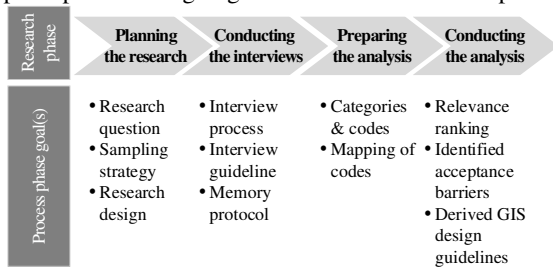 Research
phase
Planning
the research
Conducting
the interviews
Preparing
the analysis
Conducting
the analysis
Process phase goal(s)
• Research
question
• Sampling
strategy
• Research
design
• Interview
process
• Interview
guideline
• Memory
protocol
• Categories
& codes
• Mapping of
codes
• Relevance
ranking
• Identified
acceptance
barriers
• Derived GIS
design
guidelines